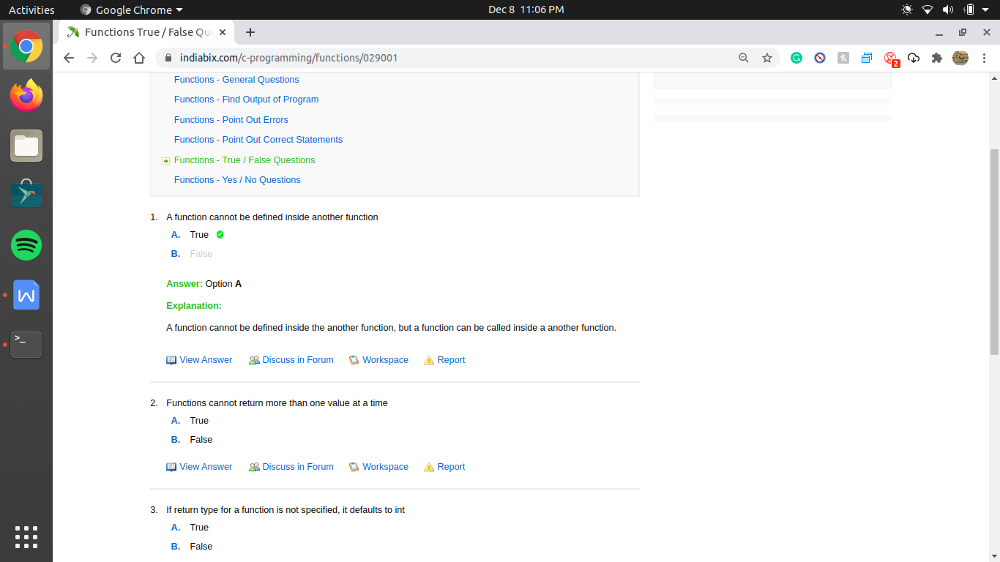 Activities
Google Chrome
Dec 8 11:06 PM
Functions True / False Qu
indiabix.com/c-programming/functions/029001
2
Functions - General Questions
Functions - Find Output of Program
Functions - Point Out Errors
Functions - Point Out Correct Statements
Functions - True / False Questions
Functions - Yes / No Questions
1. A function cannot be defined inside another function
A. True
B. False
Answer: Option A
Explanation:
A function cannot be defined inside the another function, but a function can be called inside a another function.
View Answer Discuss in Forum Workspace Report
2. Functions cannot return more than one value at a time
A. True
B. False
View Answer Discuss in Forum Workspace Report
3. If return type for a function is not specified, it defaults to int
A. True
B. False